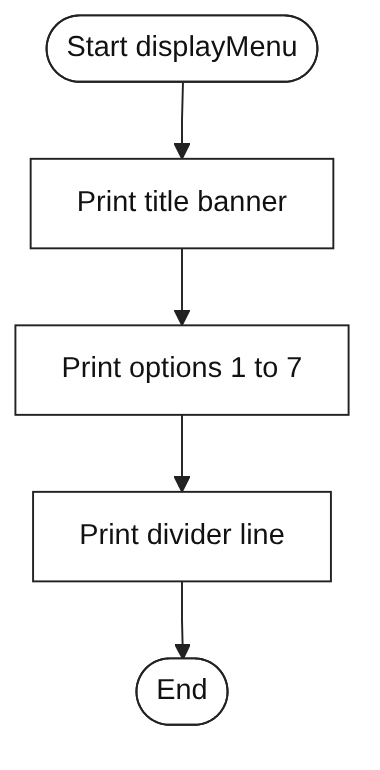 Start displayMenu
Print title banner
Print options 1 to 7
Print divider line
End